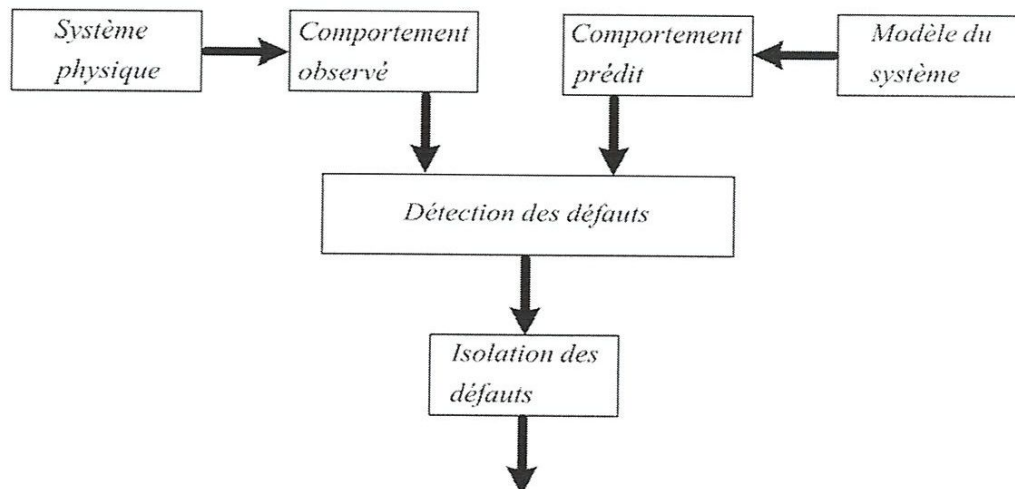 Système
physique
Comportement
observé
Comportement
prédit
Modèle du
système
Détection des défauts
Isolation des
défauts